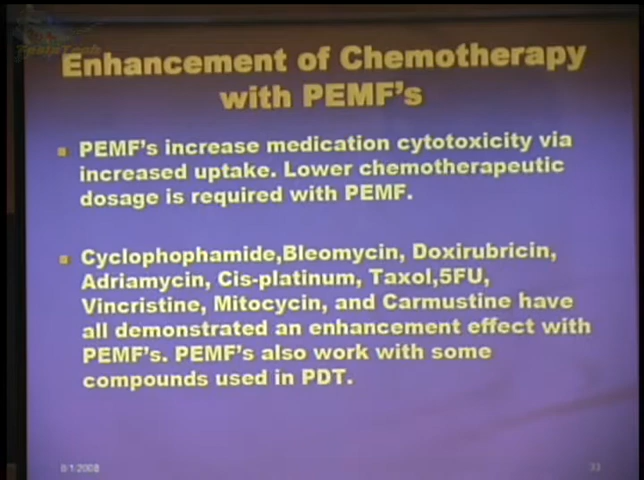 Enhancement of Chemotherapy
with PEMF's
PEMF's increase medication cytotoxicity via
increased uptake. Lower chemotherapeutic
dosage is required with PEMF.
Cyclophophamide,Bleomycin, Doxirubricin,
Adriamycin, Cis-platinum, Taxol,5FU,
Vincristine, Mitocycin, and Carmustine have
all demonstrated an enhancement effect with
PEMF's. PEMF's also work with some
compounds used in PDT.
8/1/2008
33